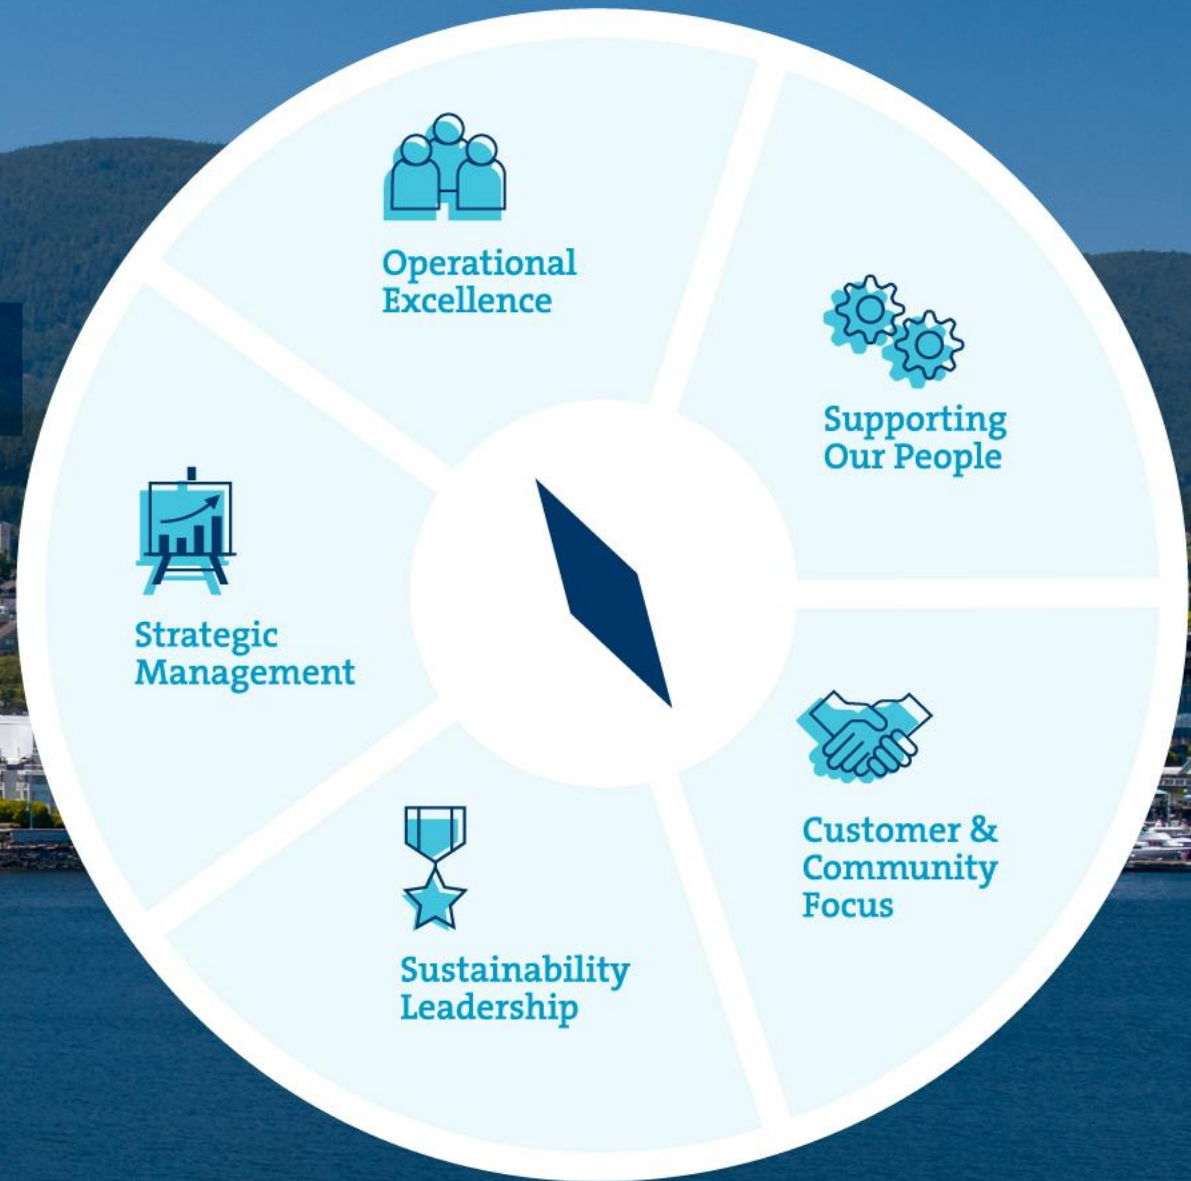 Operational
Excellence
Supporting
Our People
Strategic
Management
Customer &
Community
Focus
Sustainability
Leadership